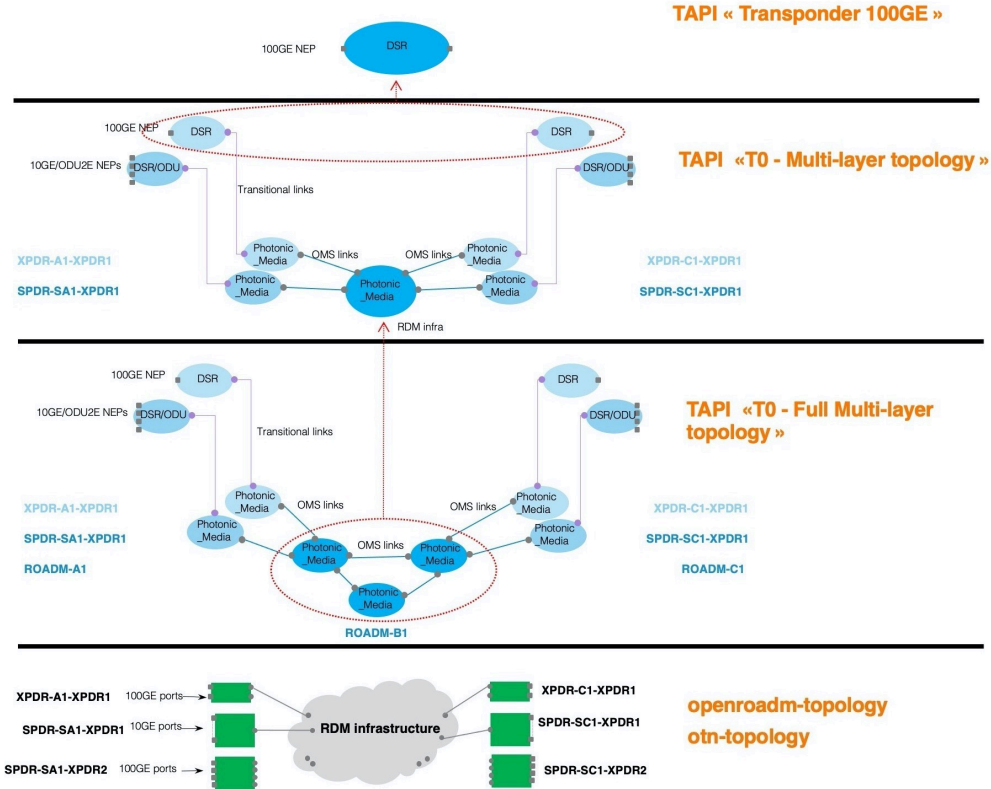 TAPI « Transponder 100GE »
100GE NEP
DSR
100GE NEP
DSR
DSR
10GE/ODU2E NEPs
DSR/ODU
DSR/ODU
TAPI «T0 - Multi-layer topology »
Transitional links
Photonic
_Media
OMS links
OMS links
Photonic
_Media
XPDR-A1-XPDR1
XPDR-C1-XPDR1
Photonic
_Media
Photonic
_Media
Photonic
_Media
SPDR-SA1-XPDR1
SPDR-SC1-XPDR1
RDM infra
100GE NEP
DSR
DSR
10GE/ODU2E NEPs
DSR/ODU
DSR/ODU
TAPI «T0 - Full Multi-layer
topology »
Transitional links
Photonic
_Media
OMS links
OMS links
Photonic
_Media
XPDR-A1-XPDR1
XPDR-C1-XPDR1
Photonic
_Media
Photonic
_Media
SPDR-SA1-XPDR1
SPDR-SC1-XPDR1
Photonic
_Media
OMS links
Photonic
_Media
ROADM-A1
ROADM-C1
Photonic
_Media
ROADM-B1
XPDR-A1-XPDR1
100GE ports
XPDR-C1-XPDR1
openroadm-topology
otn-topology
SPDR-SA1-XPDR1
10GE ports
RDM infrastructure
SPDR-SC1-XPDR1
SPDR-SA1-XPDR2
100GE ports
SPDR-SC1-XPDR2